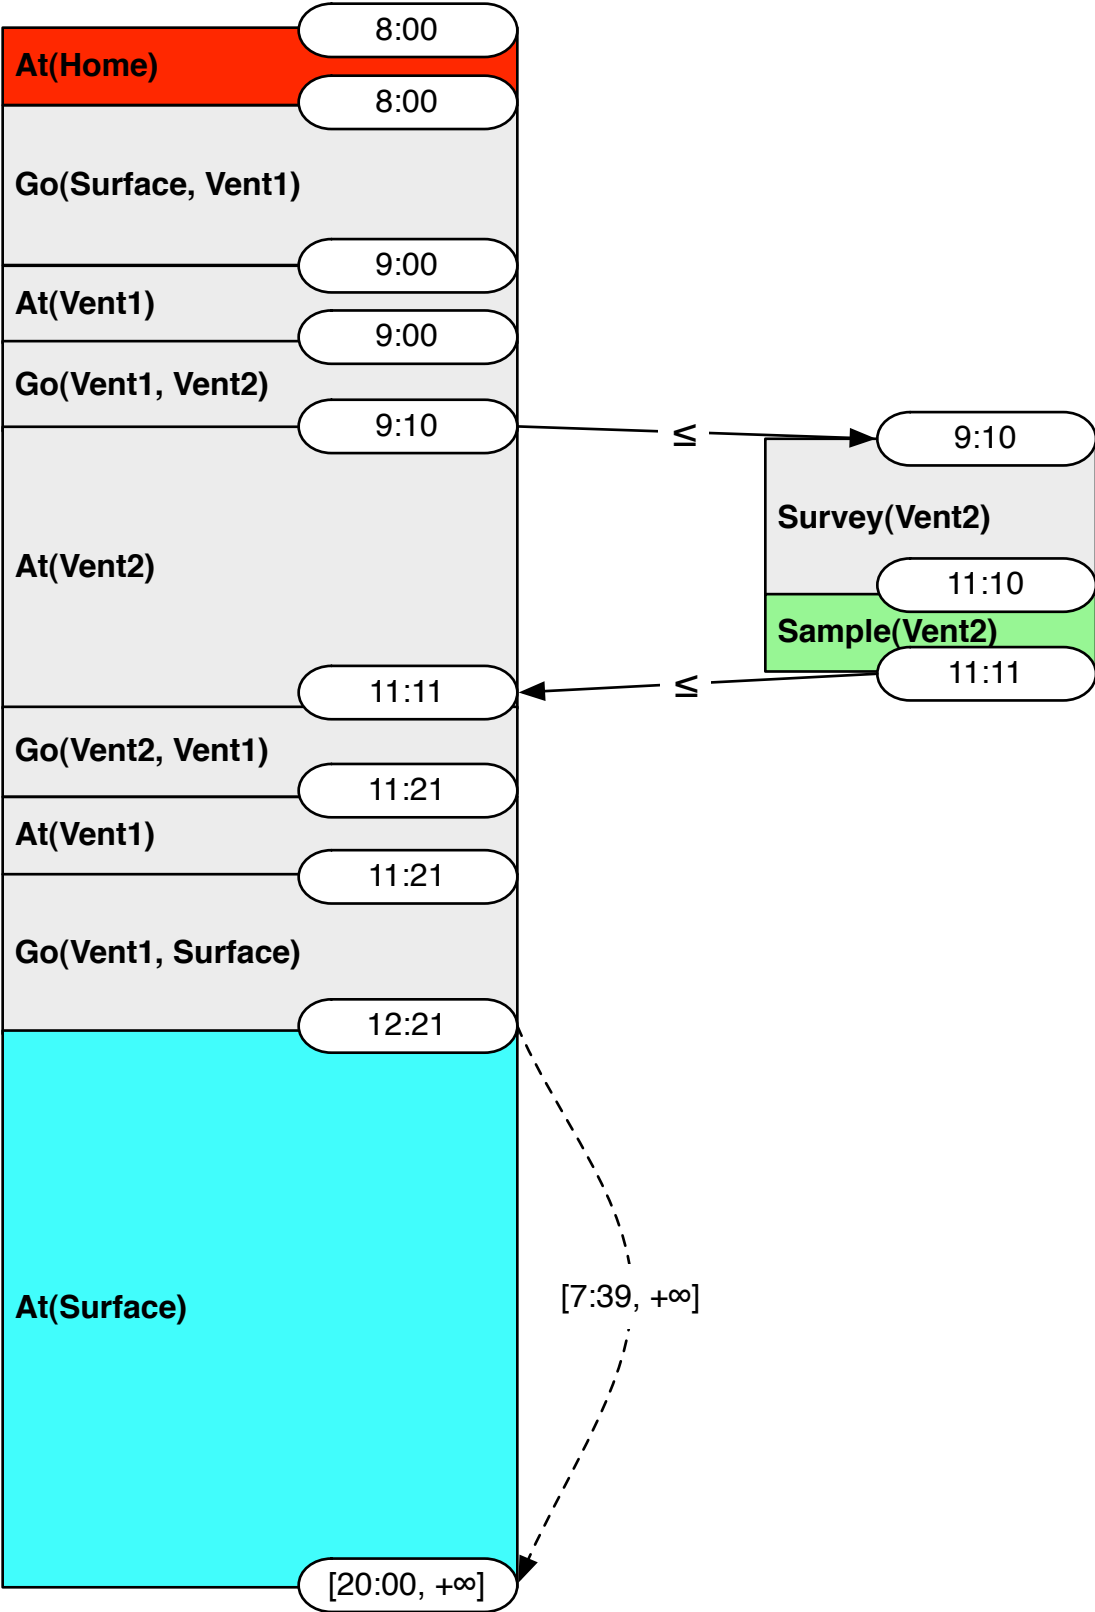 8:00
At(Home)
8:00
Go(Surface, Vent1)
9:00
At(Vent1)
9:00
Go(Vent1, Vent2)
9:10
≤
9:10
Survey(Vent2)
At(Vent2)
11:10
Sample(Vent2)
11:11
≤
11:11
Go(Vent2, Vent1)
11:21
At(Vent1)
11:21
Go(Vent1, Surface)
12:21
[7:39, +∞]
At(Surface)
[20:00, +∞]